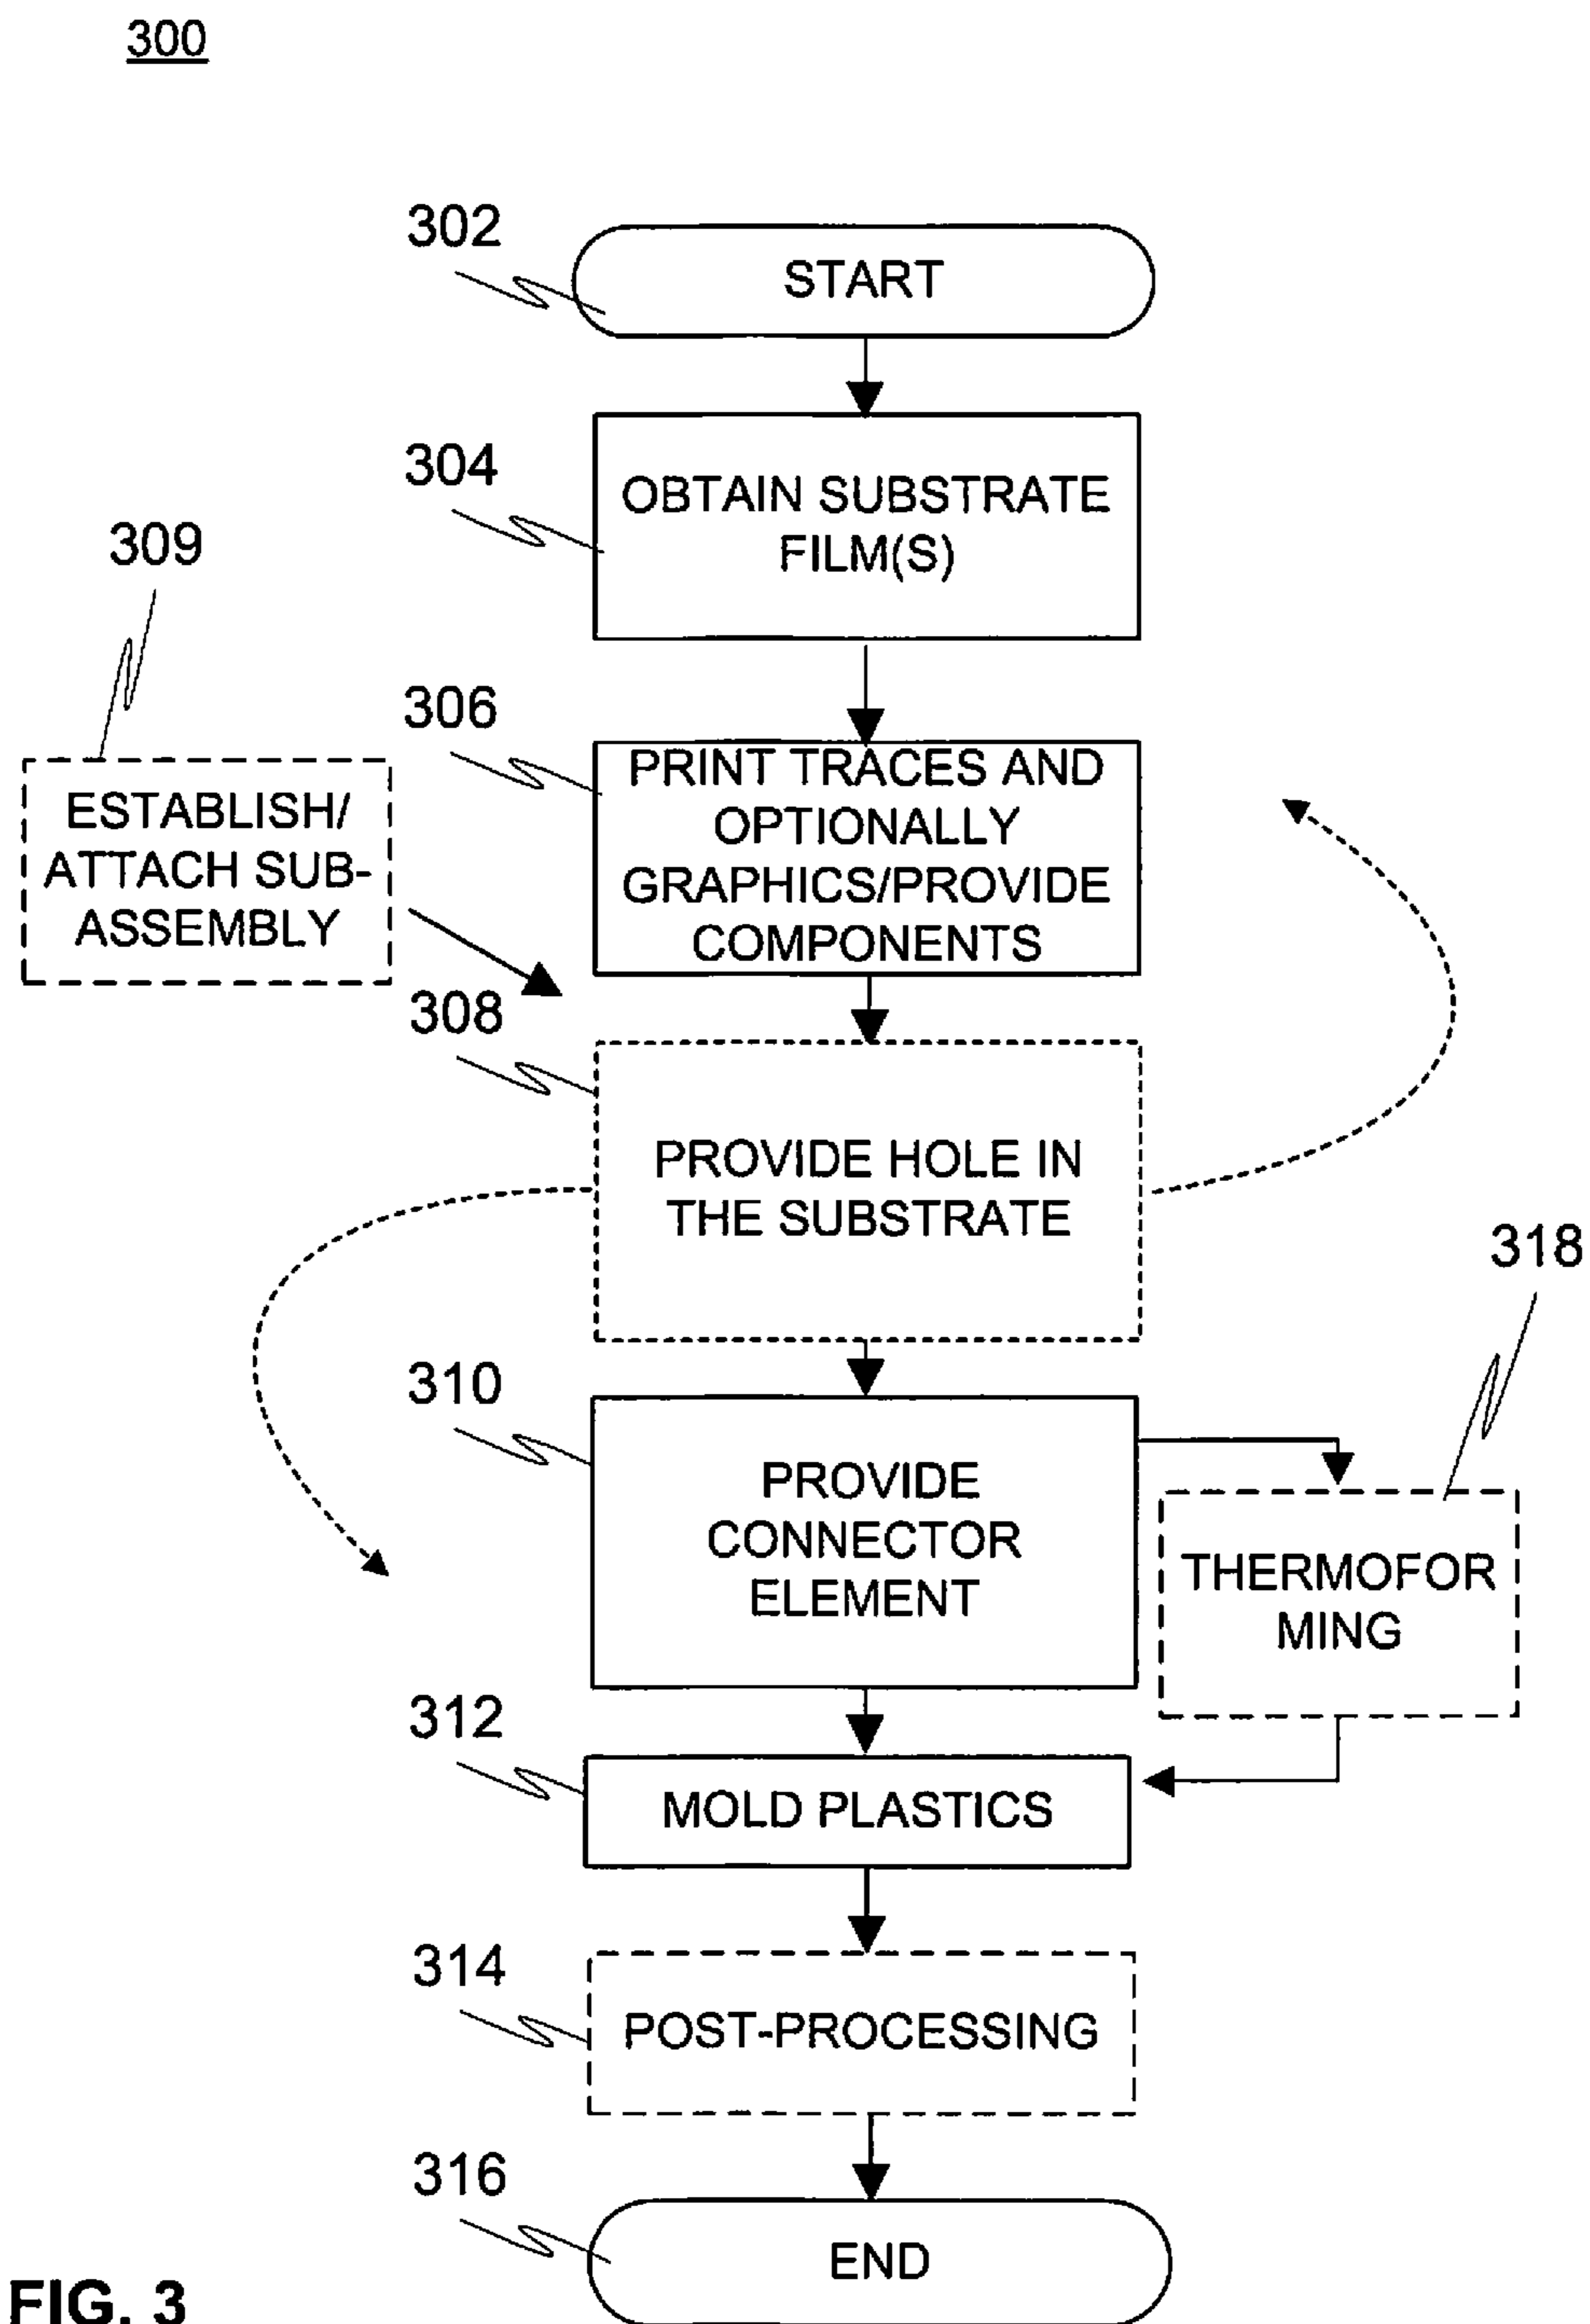 300
302
START
304
OBTAIN SUBSTRATE
FILM(S)
309
ESTABLISH/
ATTACH SUB-
ASSEMBLY
306
PRINT TRACES AND
OPTIONALLY
GRAPHICS/PROVIDE
COMPONENTS
308
PROVIDE HOLE IN
THE SUBSTRATE
310
PROVIDE
CONNECTOR
ELEMENT
318
THERMOFOR
MING
312
MOLD PLASTICS
314
POST-PROCESSING
316
END
FIG. 3